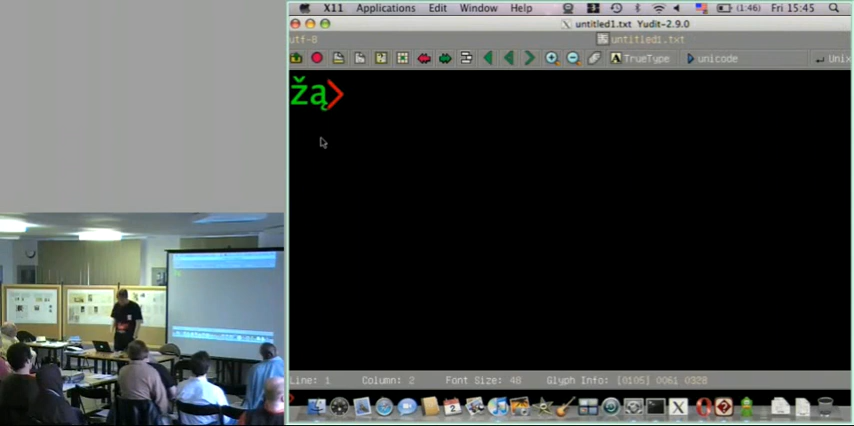 X11 Applications Edit Window Help (1:46) Fri 15:45
untitled1.txt Yudit-2.9.0
utf-8 untitled1.txt
TrueType unicode Unix
žą
Line: 1 Column: 2 Font Size: 48 Glyph Info: [0105] 0061 0328